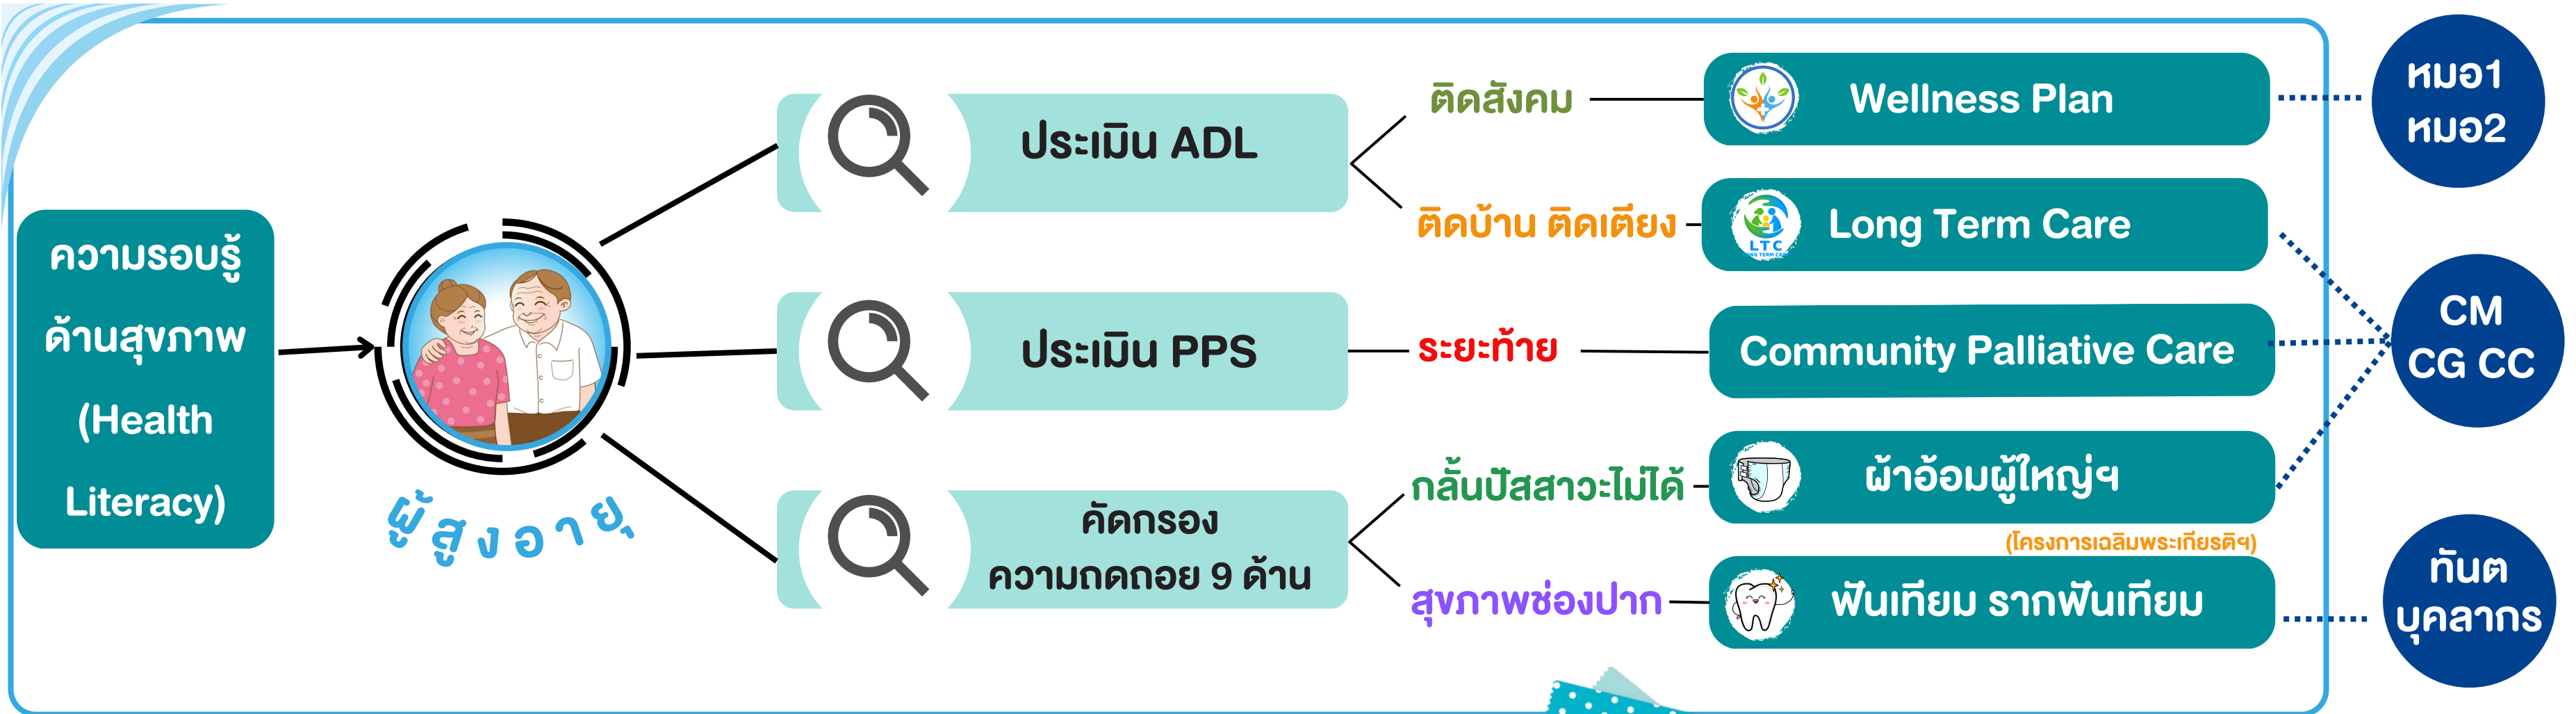 ความรอบรู้
ด้านสุขภาพ
(Health
Literacy)
ผู้สูงอายุ
ประเมิน ADL
ติดสังคม
Wellness Plan
หมอ1
หมอ2
ติดบ้าน ติดเตียง
LTC
LONG TERM CARE
Long Term Care
ประเมิน PPS
ระยะท้าย
Community Palliative Care
CM
CG CC
คัดกรอง
ความถดถอย 9 ด้าน
กลั้นปัสสาวะไม่ได้
ผ้าอ้อมผู้ใหญ่ฯ
(โครงการเฉลิมพระเกียรติฯ)
สุขภาพช่องปาก
ฟันเทียม รากฟันเทียม
ทันต
บุคลากร